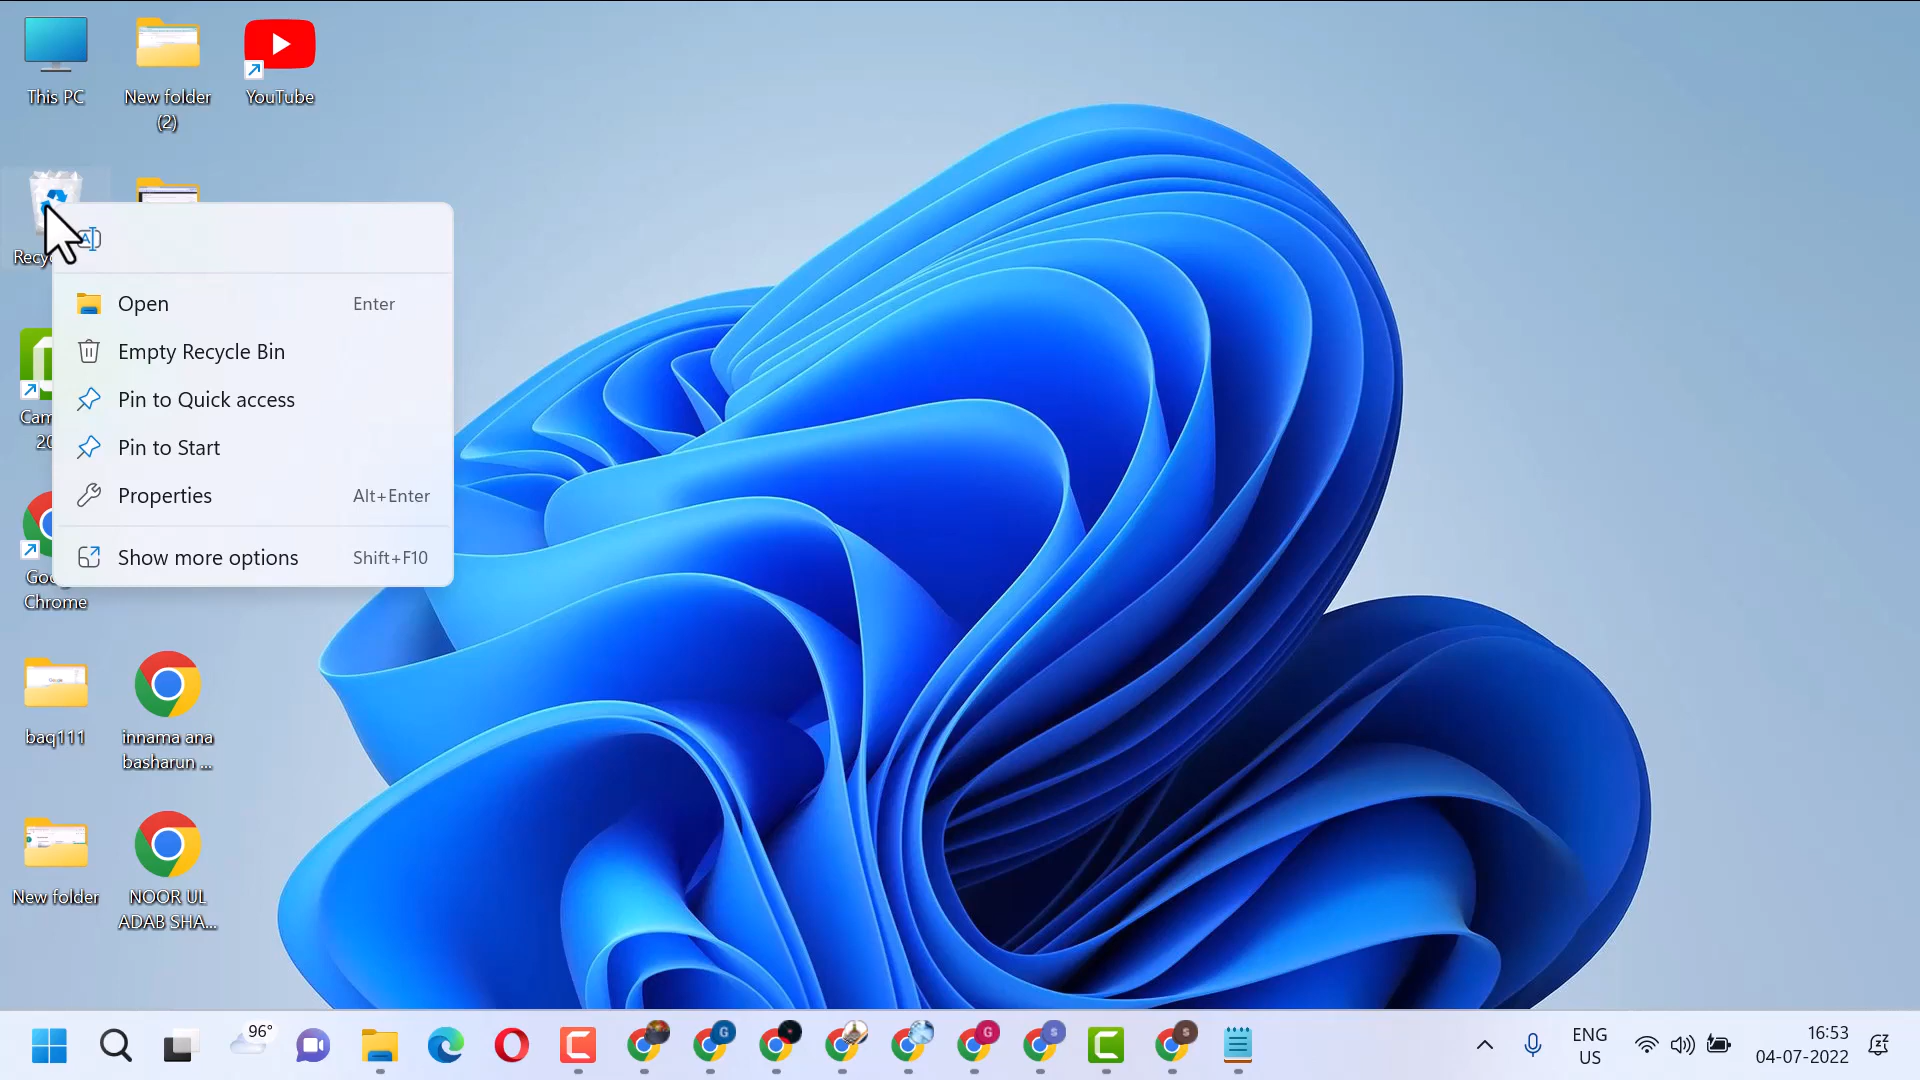 This PC
New folder
(2)
YouTube
Open Enter
Empty Recycle Bin
Pin to Quick access
Pin to Start
Properties Alt+Enter
Show more options Shift+F10
Chrome
baq111
innama ana
basharun ...
New folder
NOOR UL
ADAB SHA...
96°
ENG
US
16:53
04-07-2022